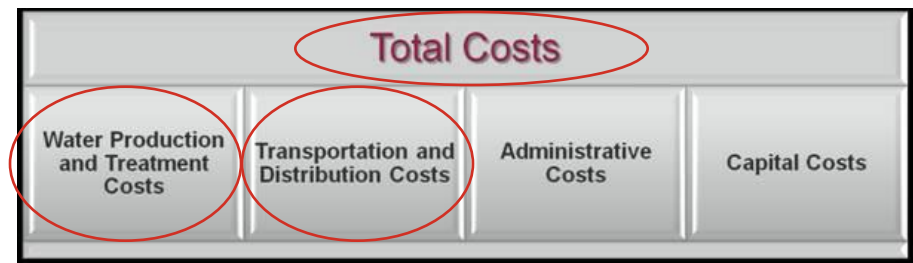 Total Costs
Water Production
and Treatment
Costs
Transportation and
Distribution Costs
Administrative
Costs
Capital Costs